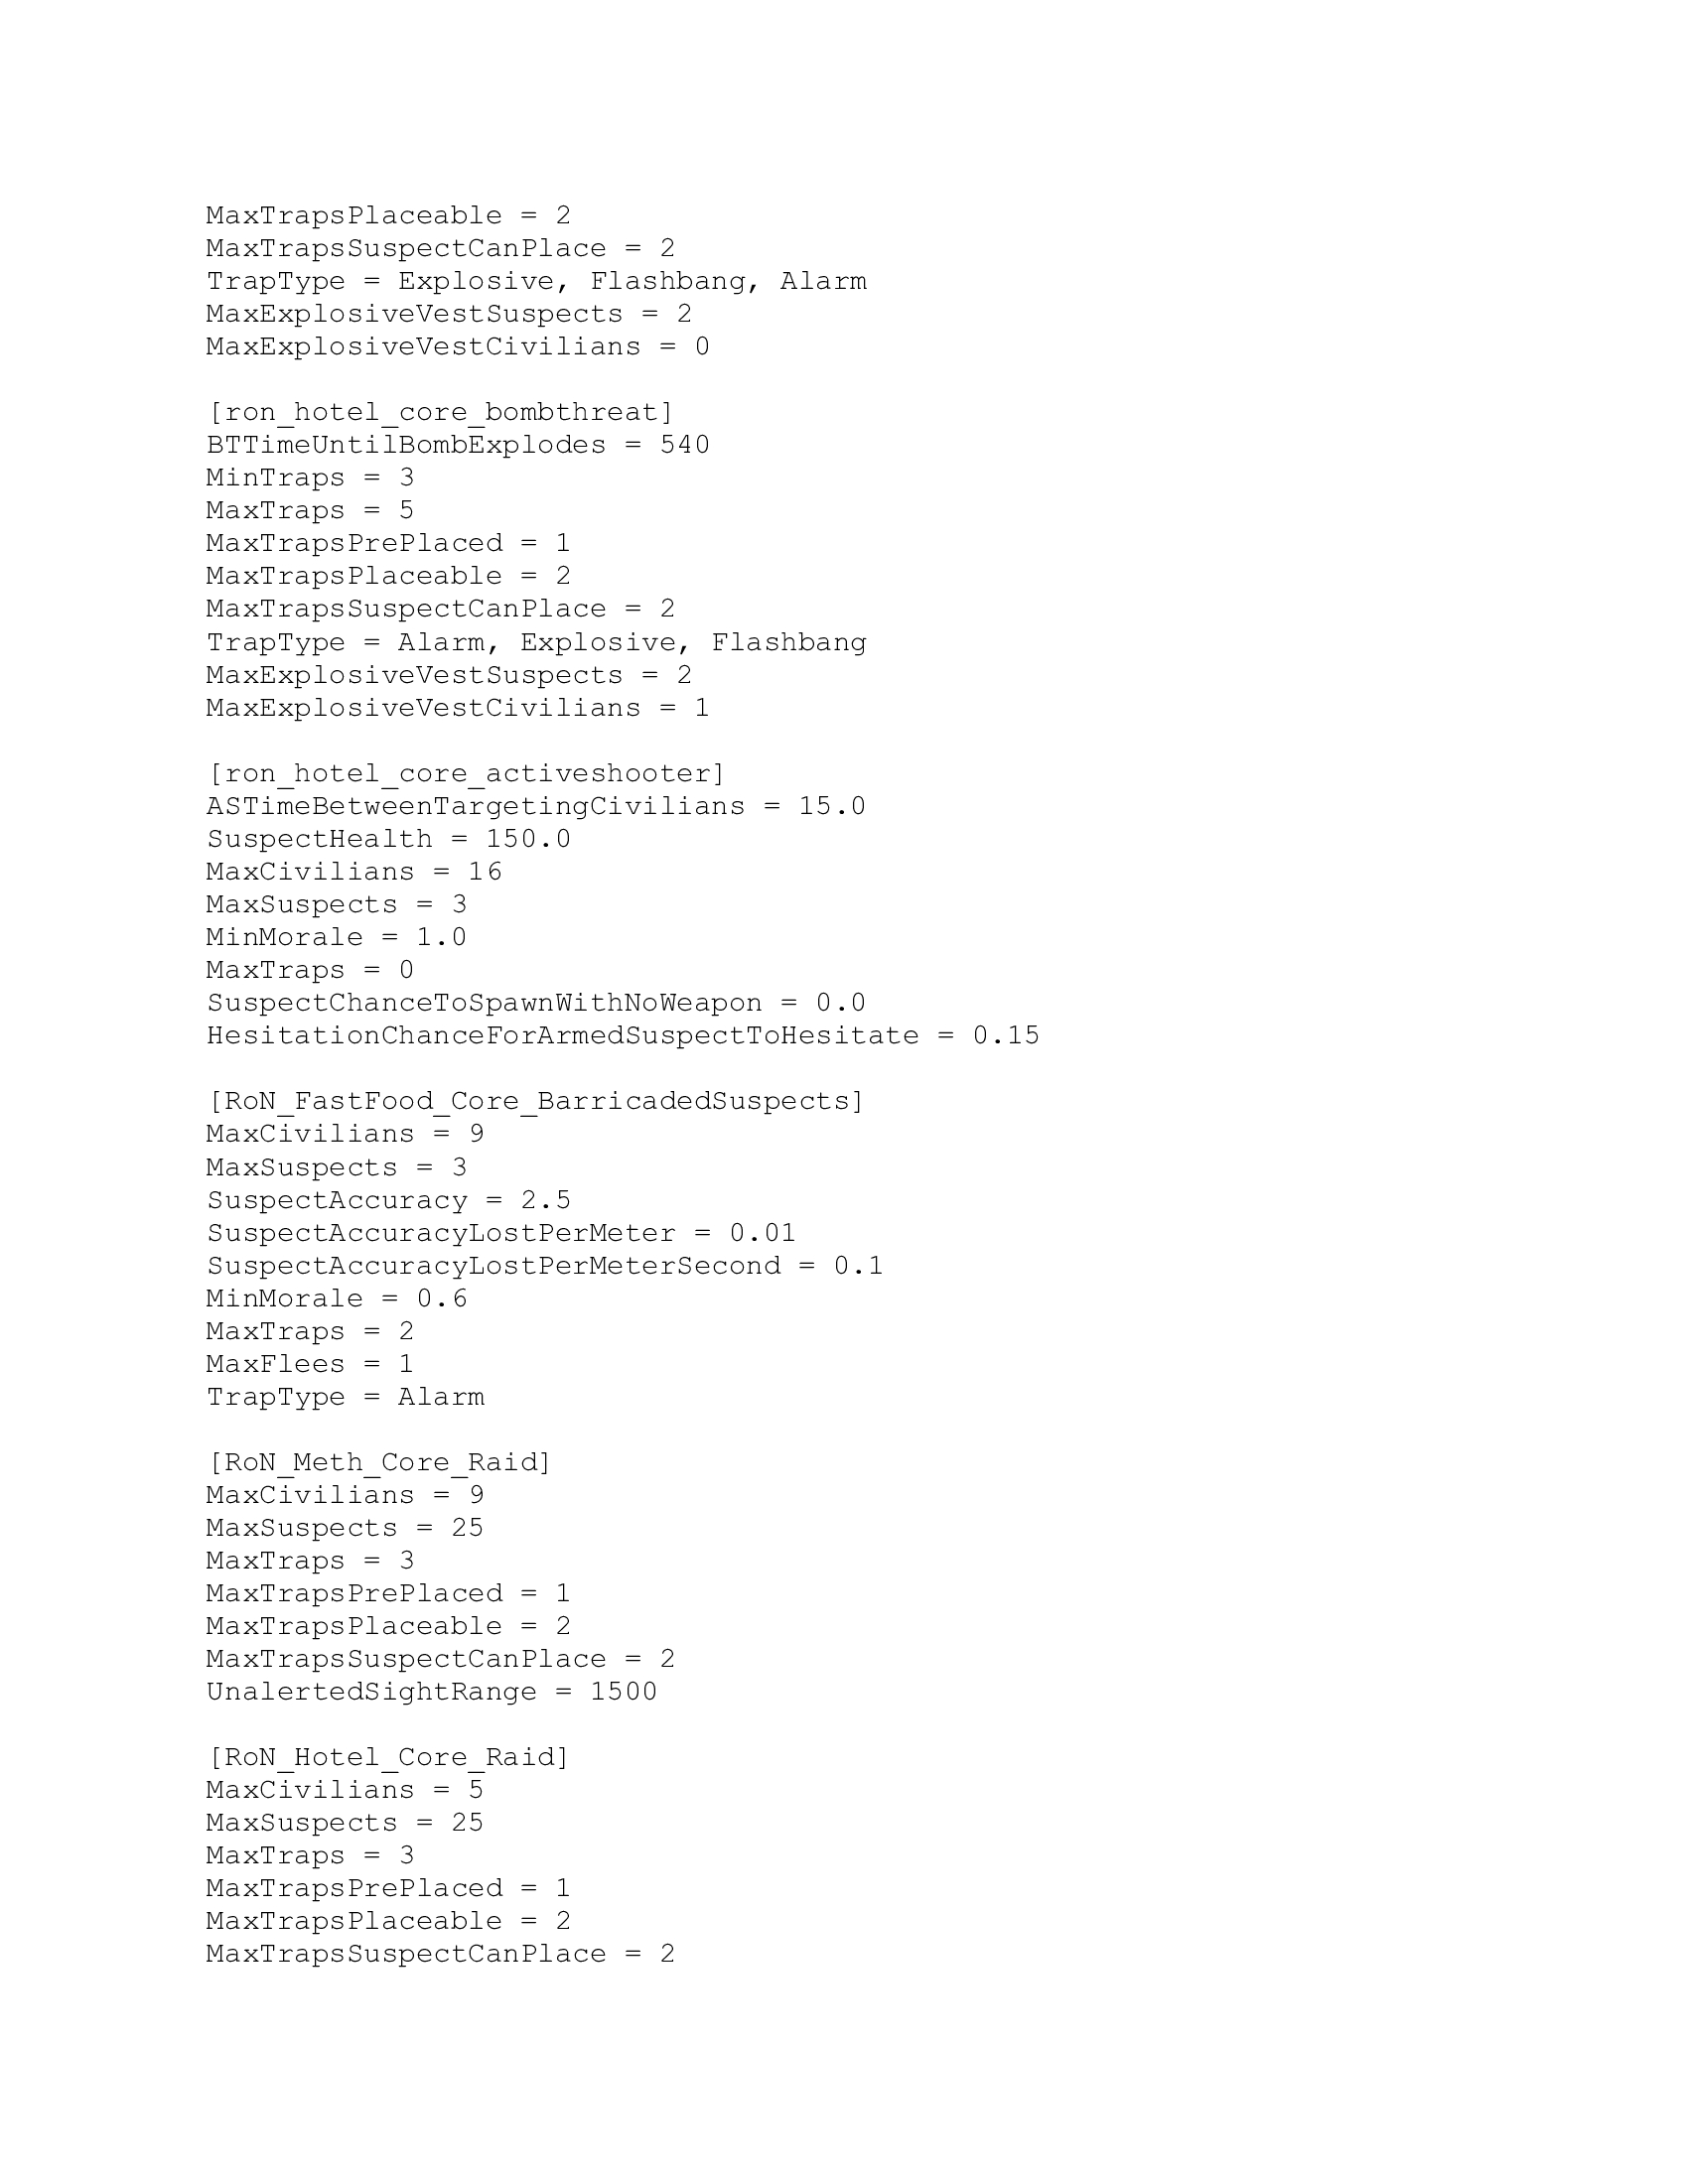 MaxTrapsPlaceable = 2
MaxTrapsSuspectCanPlace = 2
TrapType = Explosive, Flashbang, Alarm
MaxExplosiveVestSuspects = 2
MaxExplosiveVestCivilians = 0

[ron_hotel_core_bombthreat]
BTTimeUntilBombExplodes = 540
MinTraps = 3
MaxTraps = 5
MaxTrapsPrePlaced = 1
MaxTrapsPlaceable = 2
MaxTrapsSuspectCanPlace = 2
TrapType = Alarm, Explosive, Flashbang
MaxExplosiveVestSuspects = 2
MaxExplosiveVestCivilians = 1

[ron_hotel_core_activeshooter]
ASTimeBetweenTargetingCivilians = 15.0
SuspectHealth = 150.0
MaxCivilians = 16
MaxSuspects = 3
MinMorale = 1.0
MaxTraps = 0
SuspectChanceToSpawnWithNoWeapon = 0.0
HesitationChanceForArmedSuspectToHesitate = 0.15

[RoN_FastFood_Core_BarricadedSuspects]
MaxCivilians = 9
MaxSuspects = 3
SuspectAccuracy = 2.5
SuspectAccuracyLostPerMeter = 0.01
SuspectAccuracyLostPerMeterSecond = 0.1
MinMorale = 0.6
MaxTraps = 2
MaxFlees = 1
TrapType = Alarm

[RoN_Meth_Core_Raid]
MaxCivilians = 9
MaxSuspects = 25
MaxTraps = 3
MaxTrapsPrePlaced = 1
MaxTrapsPlaceable = 2
MaxTrapsSuspectCanPlace = 2
UnalertedSightRange = 1500

[RoN_Hotel_Core_Raid]
MaxCivilians = 5
MaxSuspects = 25
MaxTraps = 3
MaxTrapsPrePlaced = 1
MaxTrapsPlaceable = 2
MaxTrapsSuspectCanPlace = 2